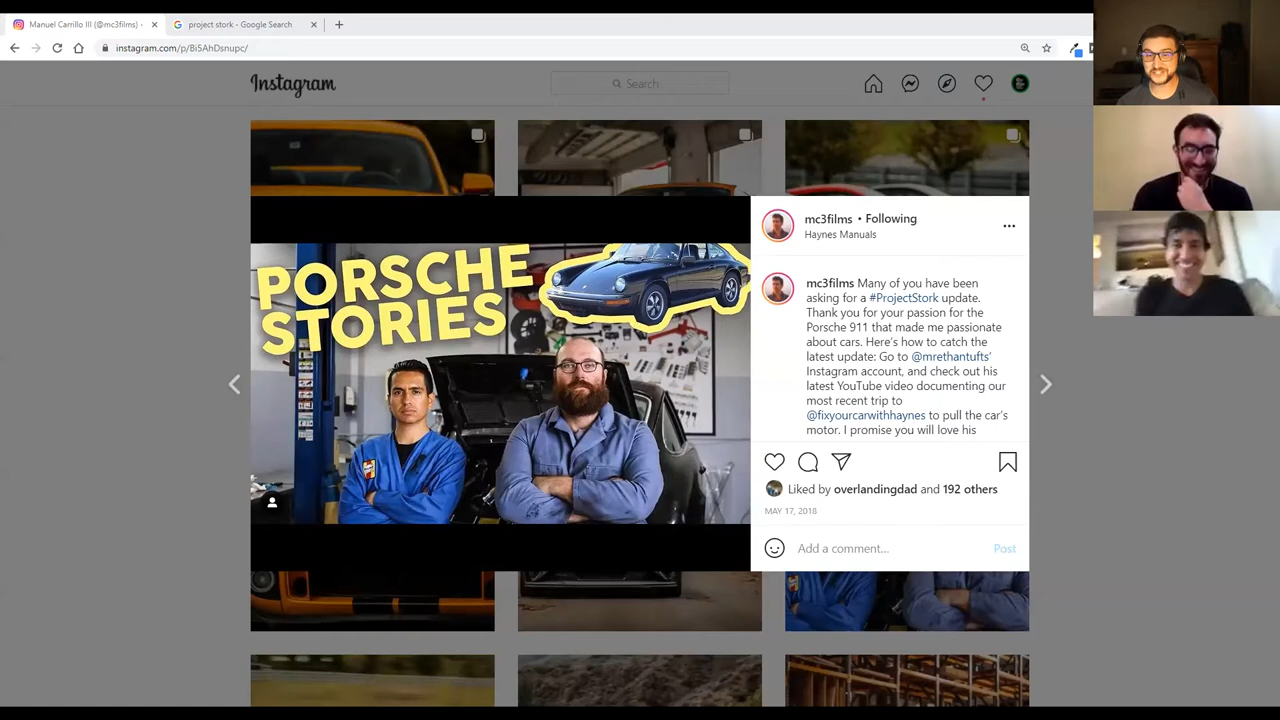 Manuel Carrillo III (@mc3films) ·
project stork - Google Search
instagram.com/p/Bi5AhDsnupc/
Instagram
Search
PORSCHE
STORIES
mc3films • Following
Haynes Manuals
mc3films Many of you have been
asking for a #ProjectStork update.
Thank you for your passion for the
Porsche 911 that made me passionate
about cars. Here's how to catch the
latest update: Go to @mrethantufts'
Instagram account, and check out his
latest YouTube video documenting our
most recent trip to
@fixyourcarwithhaynes to pull the car's
motor. I promise you will love his
Liked by overlandingdad and 192 others
MAY 17, 2018
Add a comment...
Post